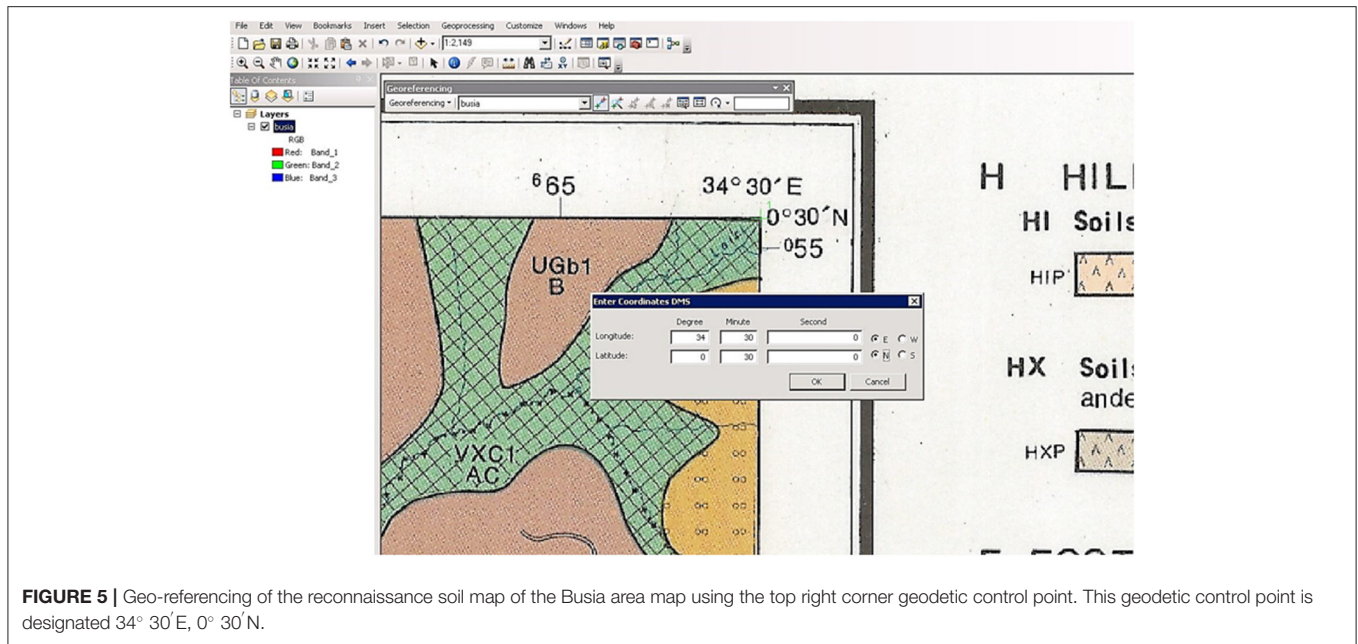 File Edit View Bookmarks Insert Selection Geoprocessing Customize Windows Help
1:2,149
Table Of Contents
Layers
busia
RGB
Red: Band_1
Green: Band_2
Blue: Band_3
Georeferencing
Georeferencing busia
⁶65 34° 30′ E
0°30′N
⁰55
UGb1
B
VXC1
AC
H HIL
HI Soils
HIP
HX Soil
ande
HXP
Enter Coordinates DMS
Degree Minute Second
Longitude: 34 30 0 E W
Latitude: 0 30 0 N S
OK Cancel
FIGURE 5 | Geo-referencing of the reconnaissance soil map of the Busia area map using the top right corner geodetic control point. This geodetic control point is
designated 34° 30′ E, 0° 30′ N.